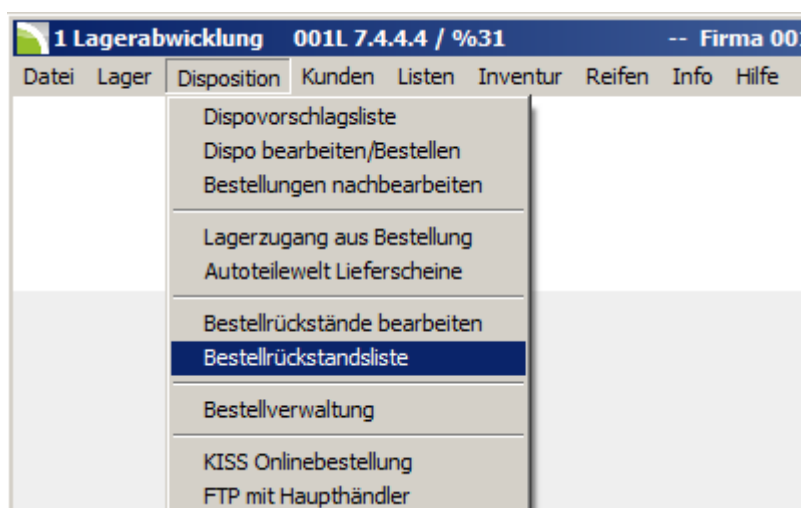 1 Lagerabwicklung 001L 7.4.4.4 / %31 -- Firma 001
Datei Lager Disposition Kunden Listen Inventur Reifen Info Hilfe
Dispovorschlagsliste
Dispo bearbeiten/Bestellen
Bestellungen nachbearbeiten
Lagerzugang aus Bestellung
Autoteilewelt Lieferscheine
Bestellrückstände bearbeiten
Bestellrückstandsliste
Bestellverwaltung
KISS Onlinebestellung
FTP mit Haupthändler